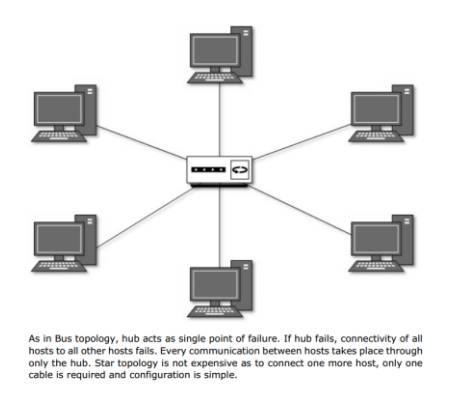 As in Bus topology, hub acts as single point of failure. If hub fails, connectivity of all
hosts to all other hosts fails. Every communication between hosts takes place through
only the hub. Star topology is not expensive as to connect one more host, only one
cable is required and configuration is simple.